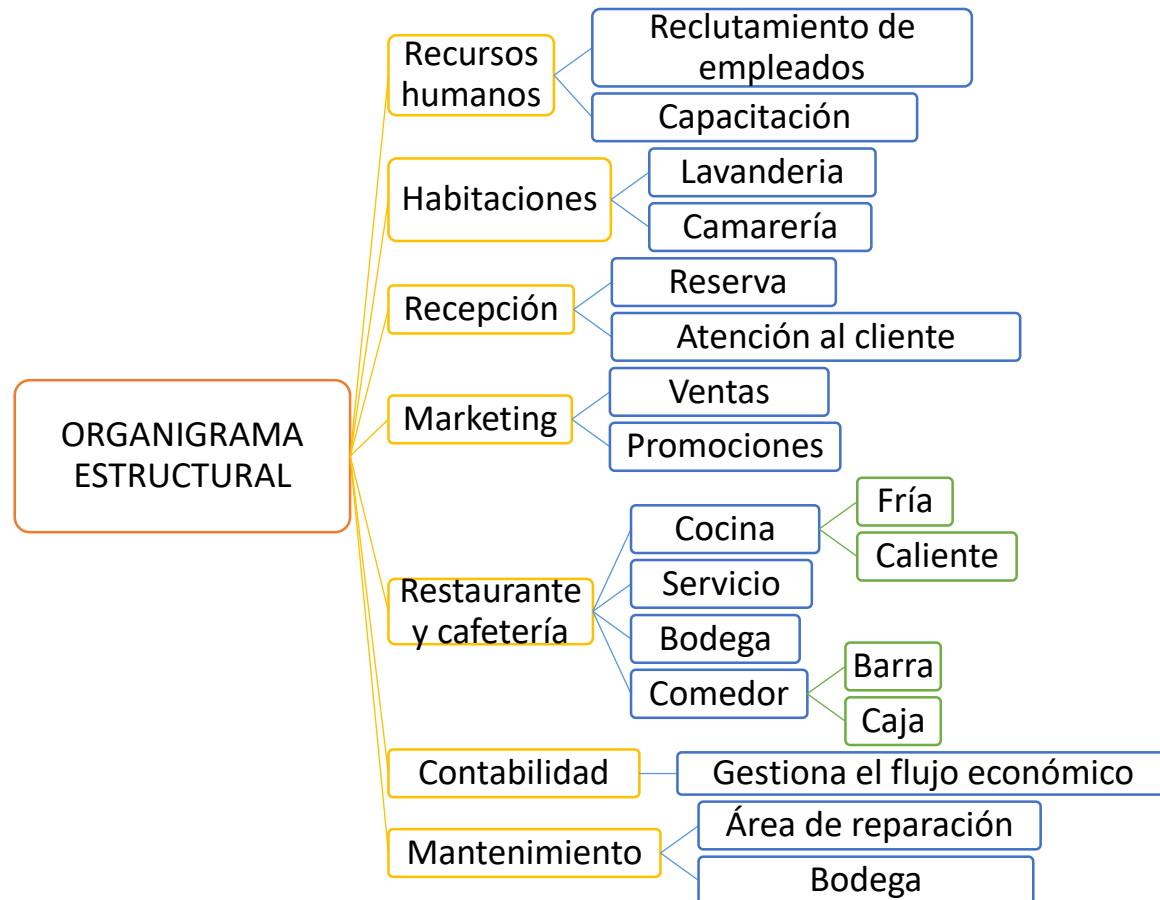 ORGANIGRAMA
ESTRUCTURAL
Recursos
humanos
Reclutamiento de
empleados
Capacitación
Habitaciones
Lavanderia
Camarería
Recepción
Reserva
Atención al cliente
Marketing
Ventas
Promociones
Restaurante
y cafetería
Cocina
Fría
Caliente
Servicio
Bodega
Comedor
Barra
Caja
Contabilidad
Gestiona el flujo económico
Mantenimiento
Área de reparación
Bodega